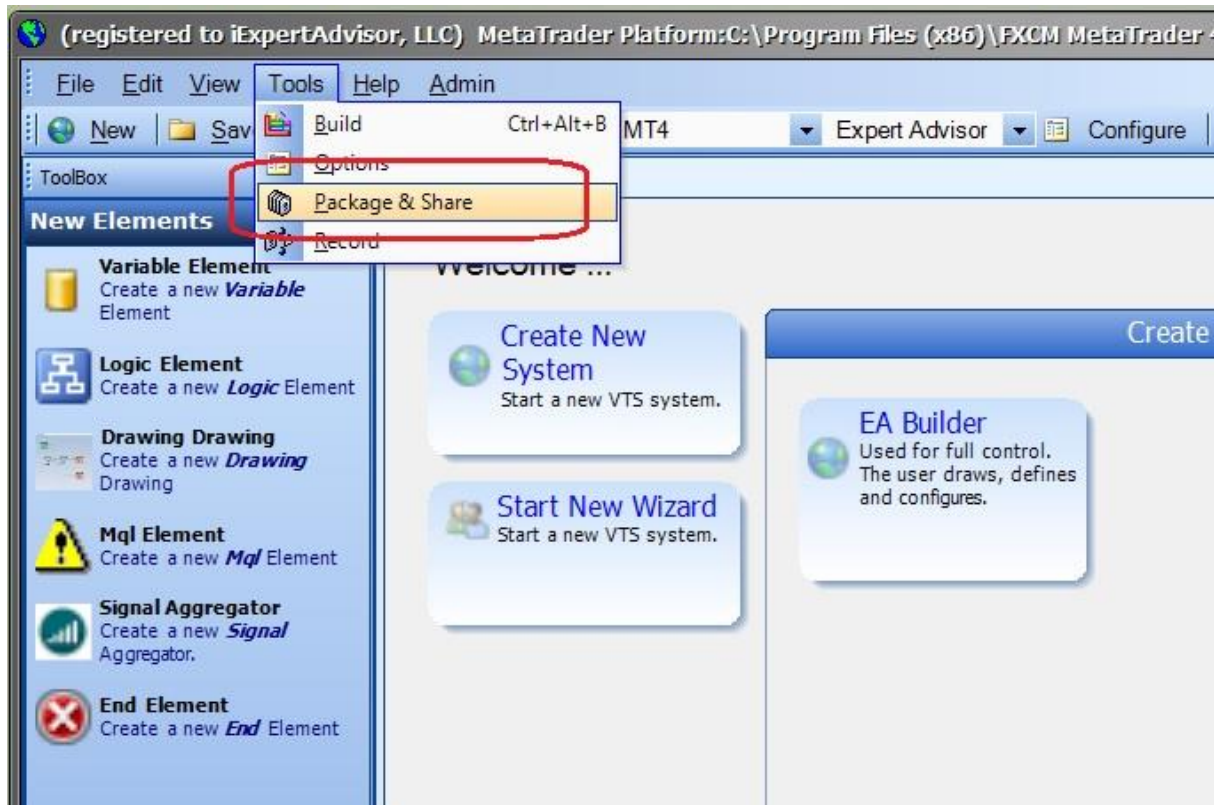 (registered to iExpertAdvisor, LLC) MetaTrader Platform:C:\Program Files (x86)\FXCM MetaTrader 4
File Edit View Tools Help Admin
New Sav MT4 Expert Advisor Configure
Build Ctrl+Alt+B
Options
Package & Share
Record
ToolBox
New Elements
Variable Element
Create a new Variable
Element
Logic Element
Create a new Logic Element
Drawing Drawing
Create a new Drawing
Drawing
Mql Element
Create a new Mql Element
Signal Aggregator
Create a new Signal
Aggregator.
End Element
Create a new End Element
Welcome ...
Create New
System
Start a new VTS system.
Start New Wizard
Start a new VTS system.
Create
EA Builder
Used for full control.
The user draws, defines
and configures.